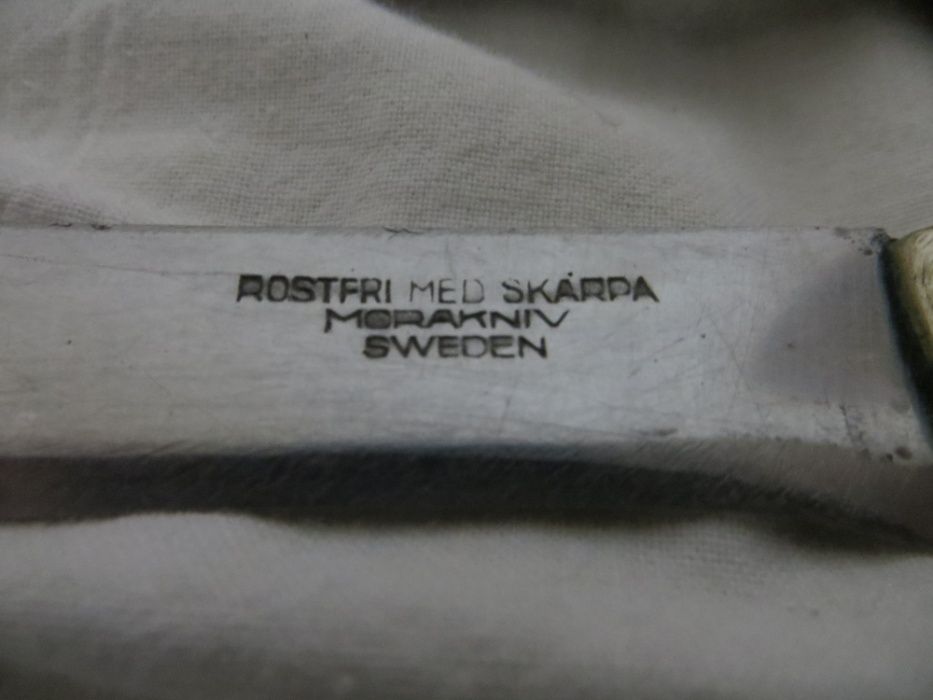 ROSTFRI MED SKÄRPA
MORAKNIV
SWEDEN